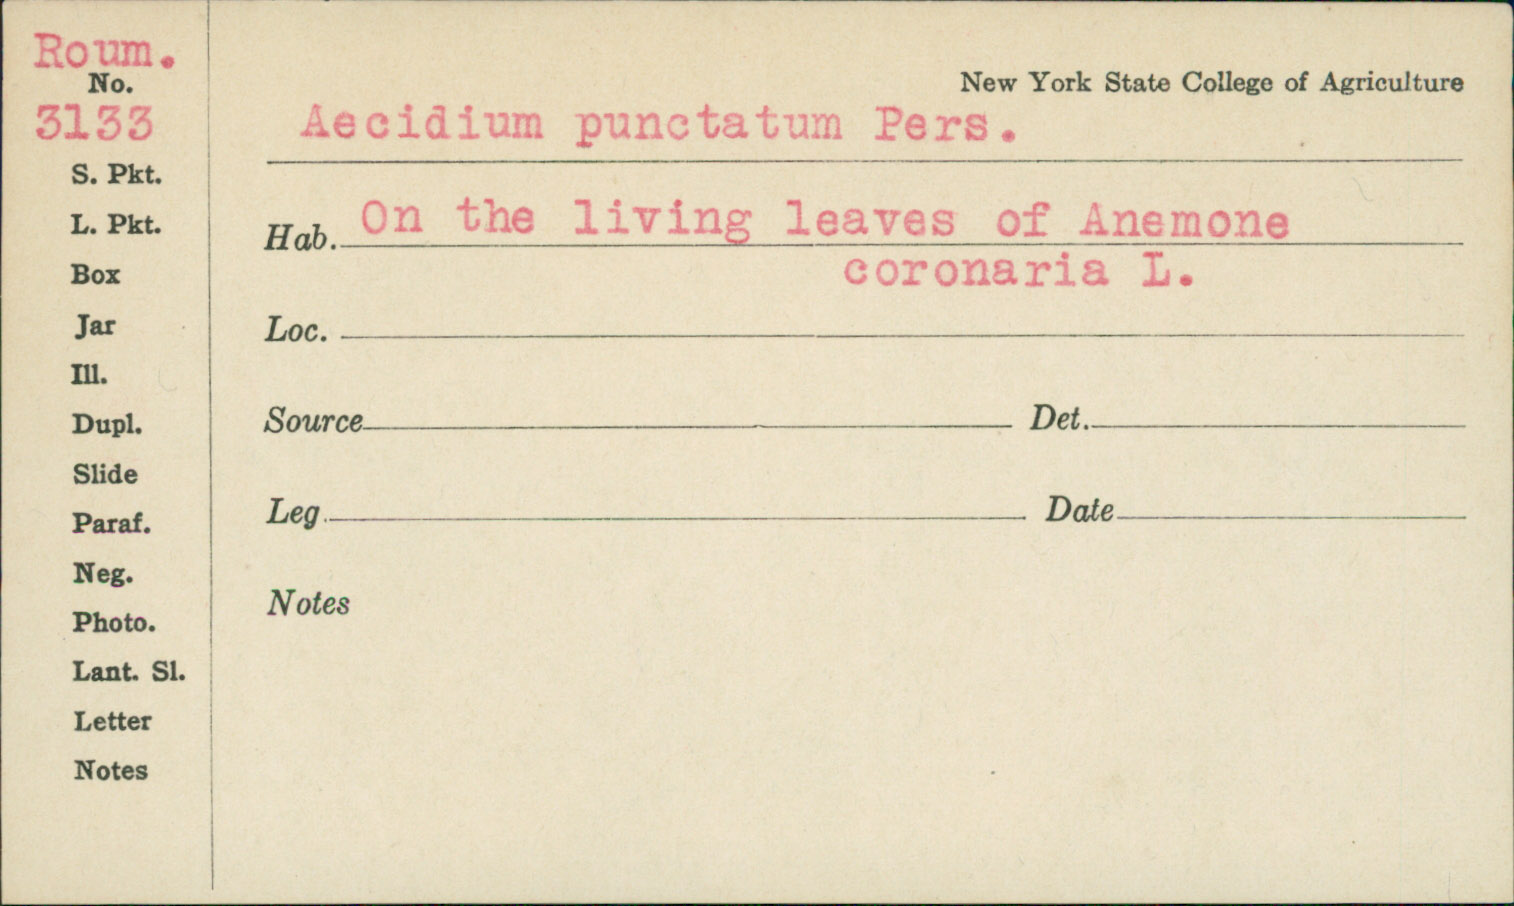 Roum.
No.
3133
S. Pkt.
L. Pkt.
Box
Jar
Ill.
Dupl.
Slide
Paraf.
Neg.
Photo.
Lant. Sl.
Letter
Notes
New York State College of Agriculture
Aecidium punctatum Pers.
Hab. On the living leaves of Anemone
coronaria L.
Loc.
Source Det.
Leg. Date
Notes